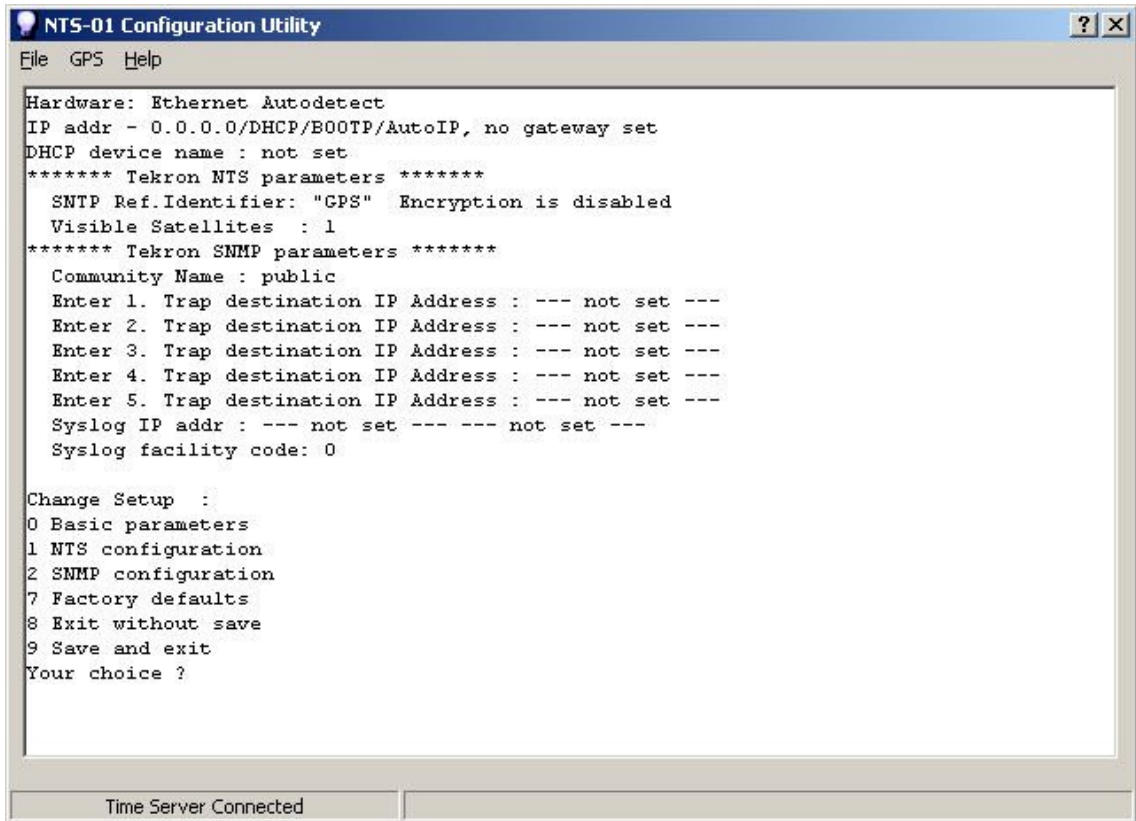 NTS-01 Configuration Utility
File GPS Help
Hardware: Ethernet Autodetect
IP addr - 0.0.0.0/DHCP/BOOTP/AutoIP, no gateway set
DHCP device name : not set
******* Tekron NTS parameters *******
SNTP Ref.Identifier: "GPS" Encryption is disabled
Visible Satellites : 1
******* Tekron SNMP parameters *******
Community Name : public
Enter 1. Trap destination IP Address : --- not set ---
Enter 2. Trap destination IP Address : --- not set ---
Enter 3. Trap destination IP Address : --- not set ---
Enter 4. Trap destination IP Address : --- not set ---
Enter 5. Trap destination IP Address : --- not set ---
Syslog IP addr : --- not set --- --- not set ---
Syslog facility code: 0
Change Setup :
0 Basic parameters
1 NTS configuration
2 SNMP configuration
7 Factory defaults
8 Exit without save
9 Save and exit
Your choice ?
Time Server Connected